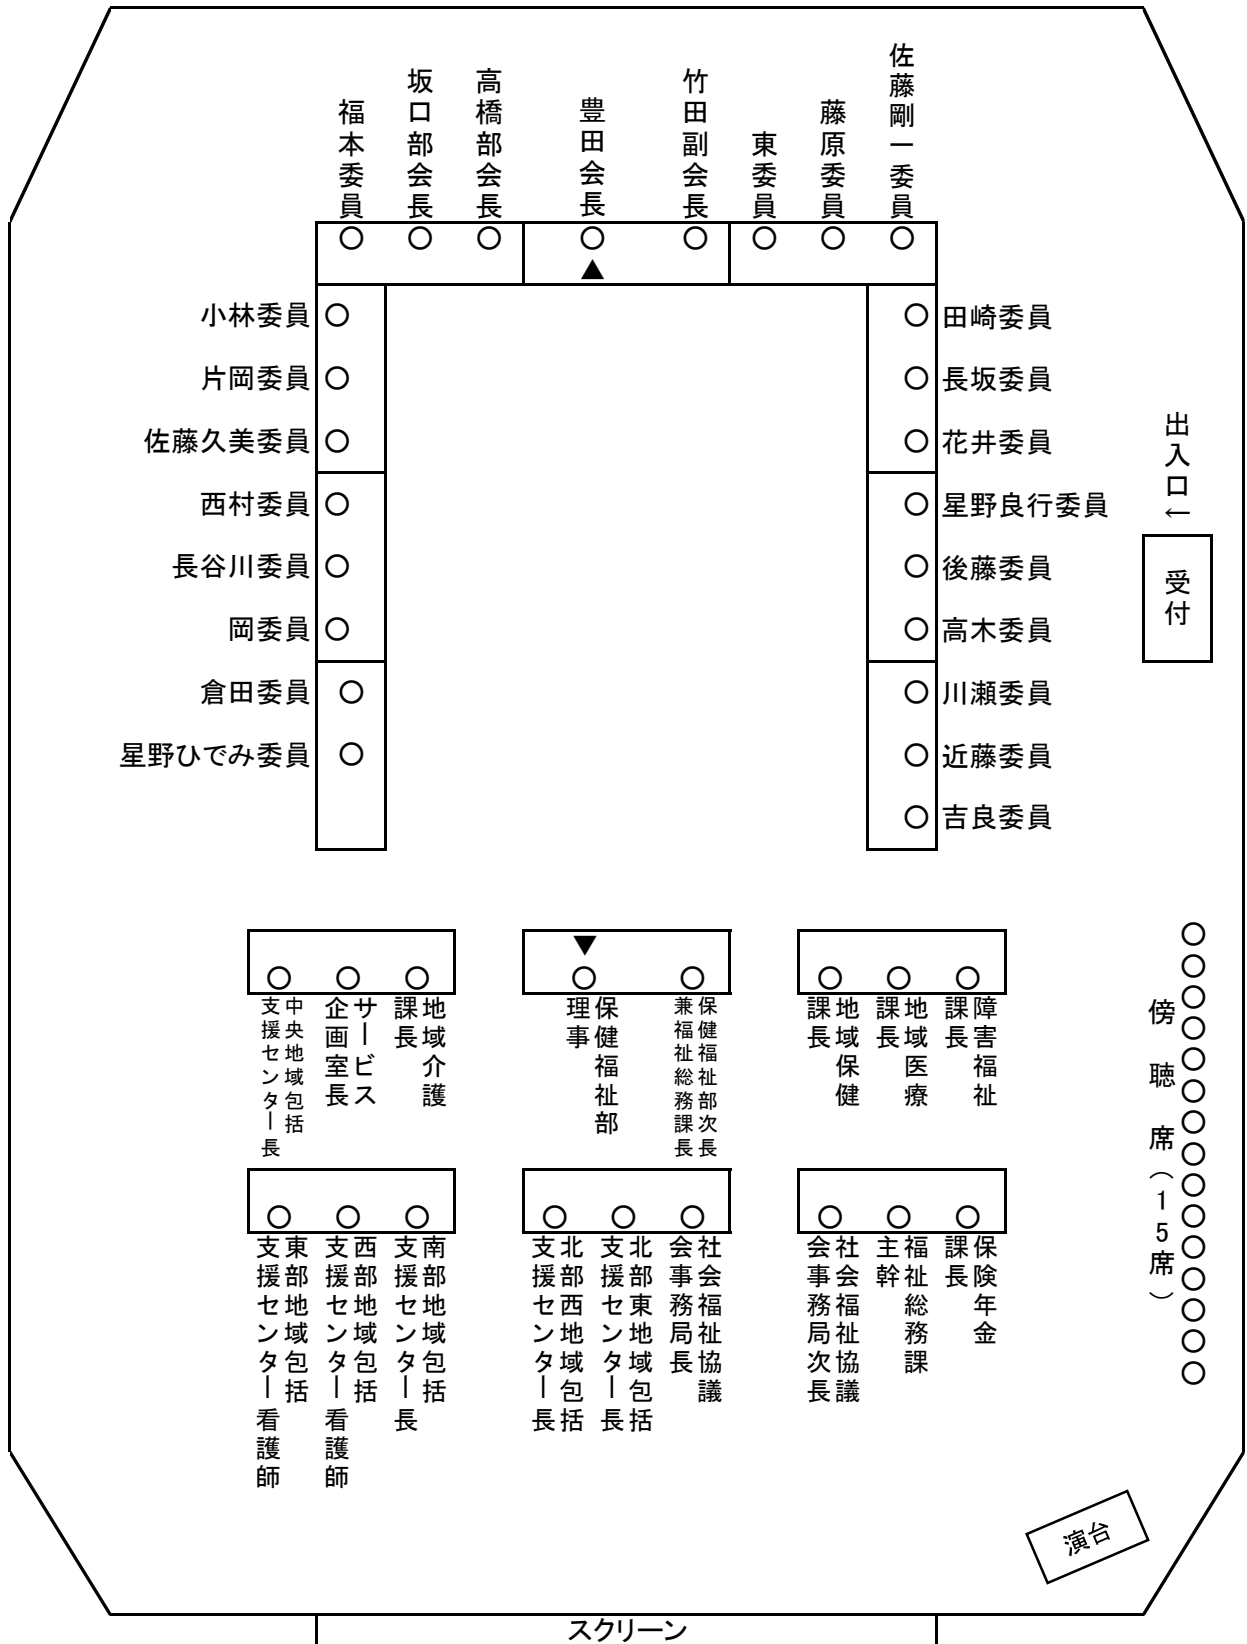 福本委員
坂口部会長
高橋部会長
豊田会長
竹田副会長
東委員
藤原委員
佐藤剛一委員
▲
小林委員
片岡委員
佐藤久美委員
西村委員
長谷川委員
岡委員
倉田委員
星野ひでみ委員
田崎委員
長坂委員
花井委員
星野良行委員
後藤委員
高木委員
川瀬委員
近藤委員
吉良委員
出入口←
受付
▼
中央地域包括
支援センター長
サービス
企画室長
地域介護
課長
保健福祉部
理事
保健福祉部次長
兼福祉総務課長
地域保健
課長
地域医療
課長
障害福祉
課長
東部地域包括
支援センター看護師
西部地域包括
支援センター看護師
南部地域包括
支援センター長
北部西地域包括
支援センター長
北部東地域包括
支援センター長
社会福祉協議
会事務局長
社会福祉協議
会事務局次長
福祉総務課
主幹
保険年金
課長
傍聴席（15席）
演台
スクリーン